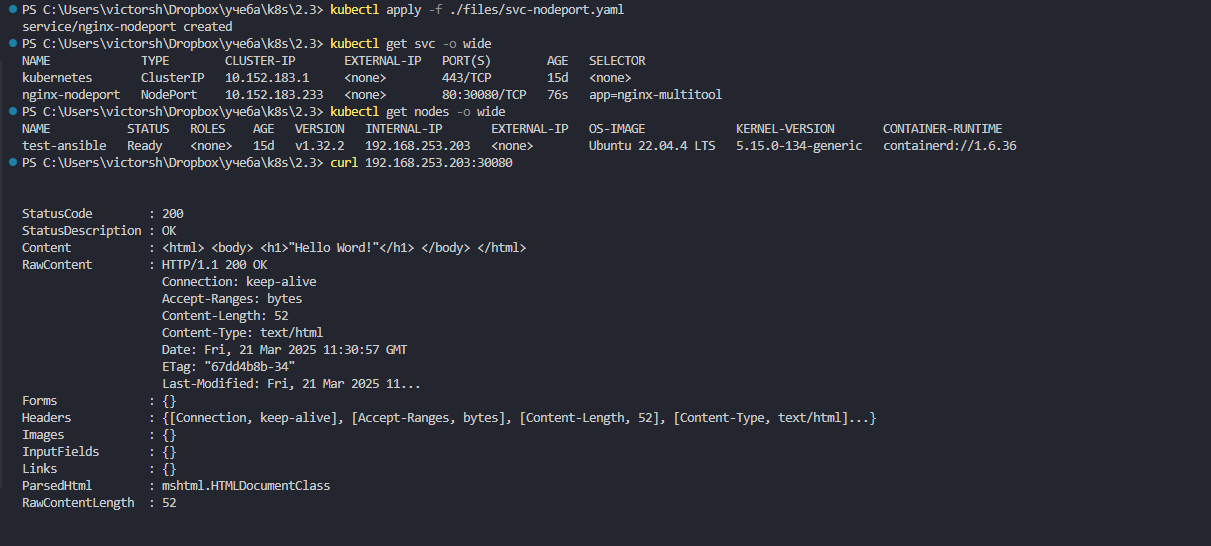 PS C:\Users\victorsh\Dropbox\учеба\k8s\2.3> kubectl apply -f ./files/svc-nodeport.yaml
service/nginx-nodeport created
PS C:\Users\victorsh\Dropbox\учеба\k8s\2.3> kubectl get svc -o wide
NAME             TYPE        CLUSTER-IP       EXTERNAL-IP   PORT(S)        AGE   SELECTOR
kubernetes       ClusterIP   10.152.183.1     <none>        443/TCP        15d   <none>
nginx-nodeport   NodePort    10.152.183.233   <none>        80:30080/TCP   76s   app=nginx-multitool
PS C:\Users\victorsh\Dropbox\учеба\k8s\2.3> kubectl get nodes -o wide
NAME           STATUS   ROLES    AGE   VERSION   INTERNAL-IP       EXTERNAL-IP   OS-IMAGE             KERNEL-VERSION       CONTAINER-RUNTIME
test-ansible   Ready    <none>   15d   v1.32.2   192.168.253.203   <none>        Ubuntu 22.04.4 LTS   5.15.0-134-generic   containerd://1.6.36
PS C:\Users\victorsh\Dropbox\учеба\k8s\2.3> curl 192.168.253.203:30080
StatusCode        : 200
StatusDescription : OK
Content           : <html> <body> <h1>"Hello Word!"</h1> </body> </html>
RawContent        : HTTP/1.1 200 OK
                    Connection: keep-alive
                    Accept-Ranges: bytes
                    Content-Length: 52
                    Content-Type: text/html
                    Date: Fri, 21 Mar 2025 11:30:57 GMT
                    ETag: "67dd4b8b-34"
                    Last-Modified: Fri, 21 Mar 2025 11...
Forms             : {}
Headers           : {[Connection, keep-alive], [Accept-Ranges, bytes], [Content-Length, 52], [Content-Type, text/html]...}
Images            : {}
InputFields       : {}
Links             : {}
ParsedHtml        : mshtml.HTMLDocumentClass
RawContentLength  : 52